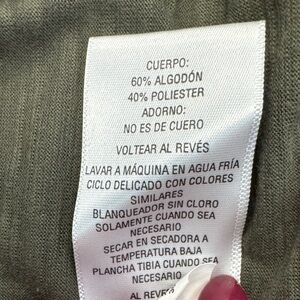 CUERPO:
60% ALGODÓN
40% POLIESTER
ADORNO:
NO ES DE CUERO
VOLTEAR AL REVÉS
LAVAR A MÁQUINA EN AGUA FRÍA
CICLO DELICADO CON COLORES
SIMILARES
BLANQUEADOR SIN CLORO
SOLAMENTE CUANDO SEA
NECESARIO
SECAR EN SECADORA A
TEMPERATURA BAJA
PLANCHA TIBIA CUANDO SEA
NECESARIO
AL